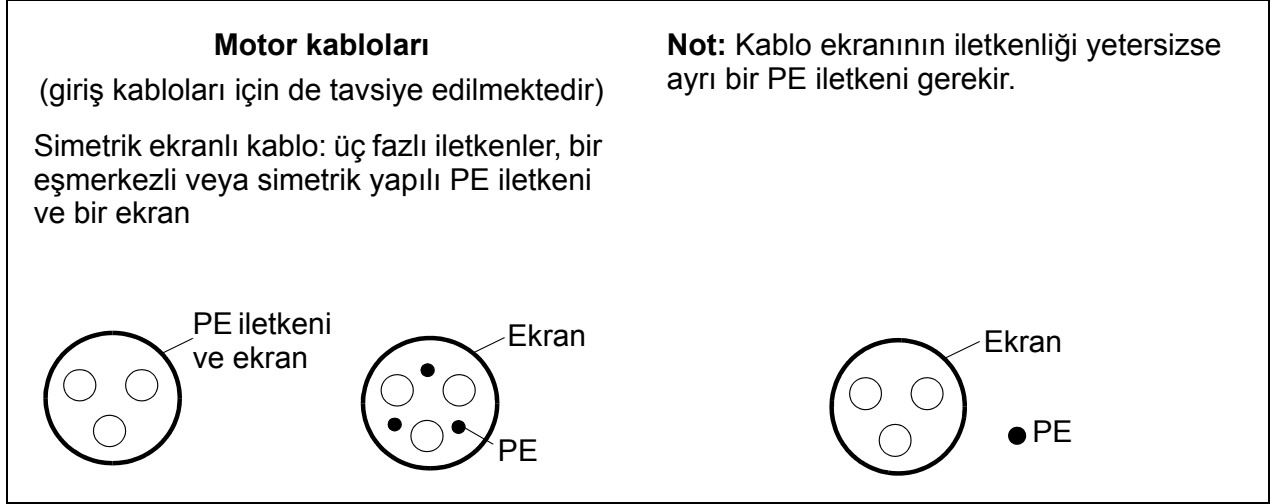 Motor kabloları
(giriş kabloları için de tavsiye edilmektedir)
Simetrik ekranlı kablo: üç fazlı iletkenler, bir
eşmerkezli veya simetrik yapılı PE iletkeni
ve bir ekran
Not: Kablo ekranının iletkenliği yetersizse
ayrı bir PE iletkeni gerekir.
PE iletkeni
ve ekran
Ekran
PE
Ekran
PE